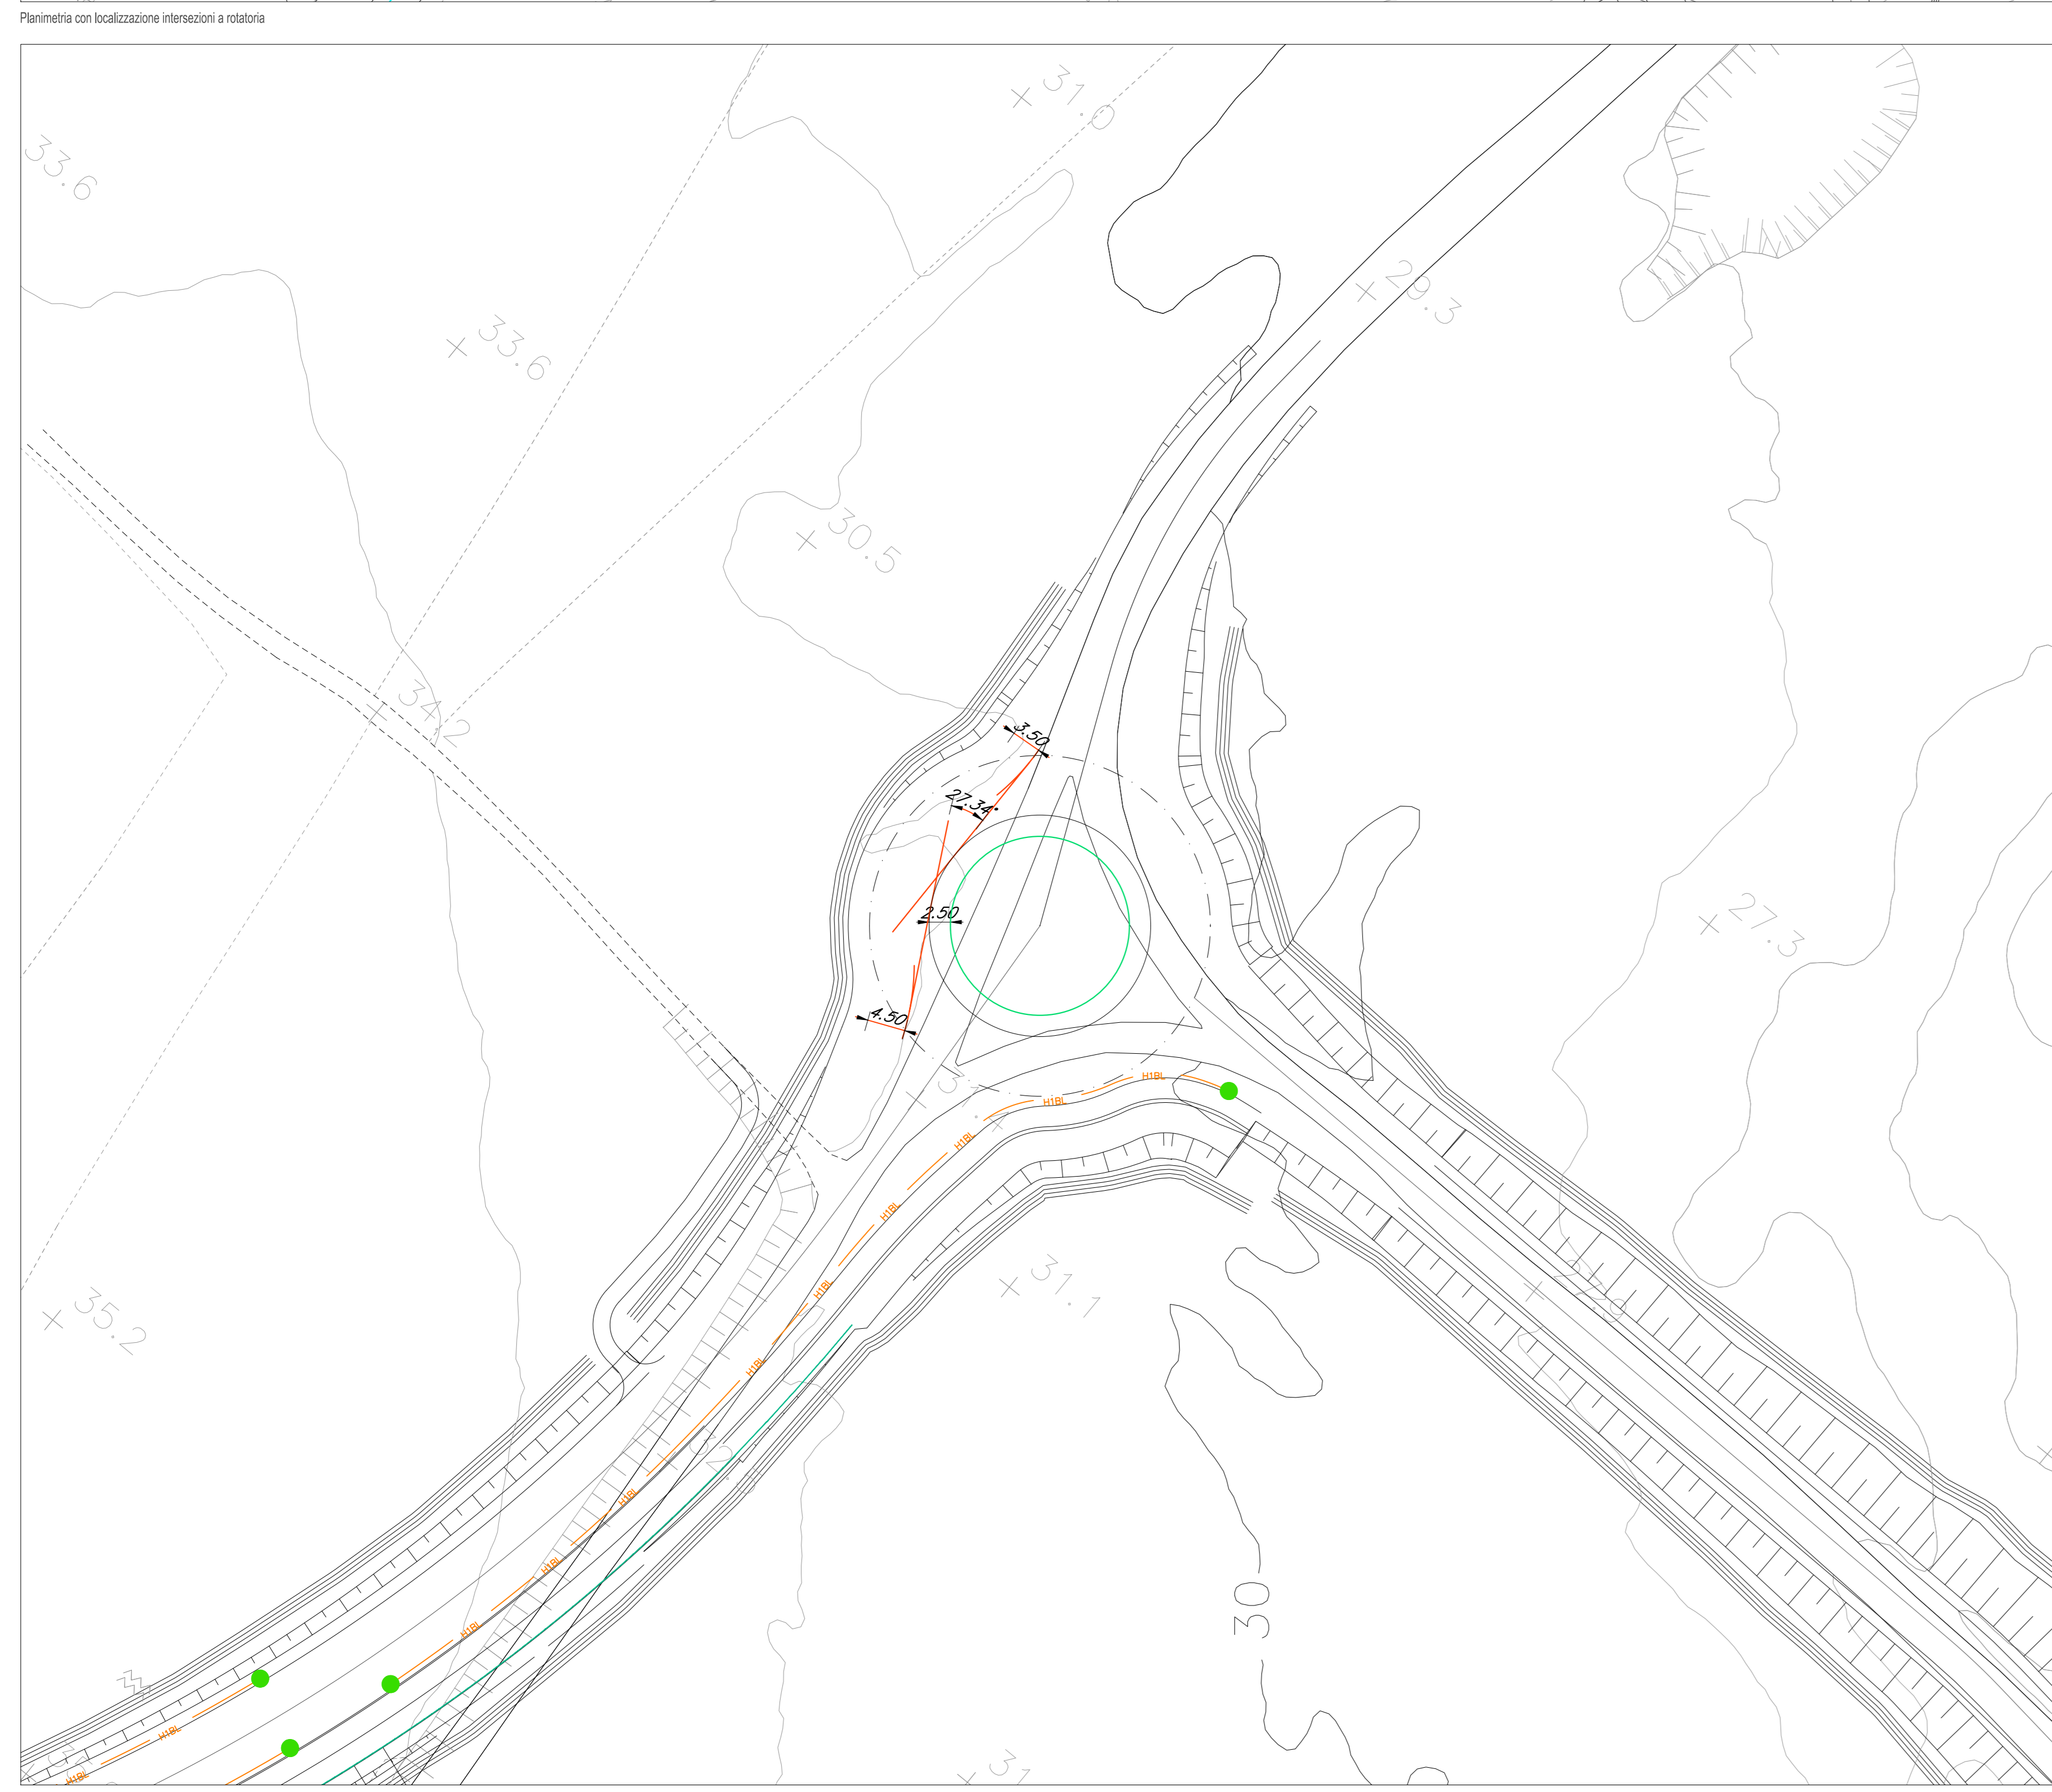 Planimetria con localizzazione intersezioni a rotatoria
31.0
33.6
29.3
33.6
30.5
34.2
3.50
27.34°
2.50
27.3
4.50
H1BL
H1BL
H1BL
H1BL
31.1
H1BL
35.2
H1BL
H1BL
H1BL
H1BL
30
H1BL
H1BL
H1BL